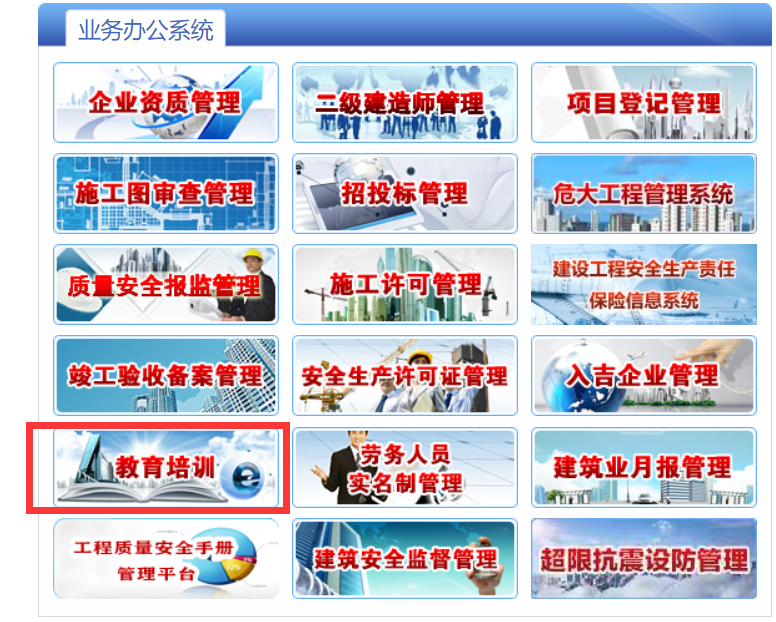 业务办公系统
企业资质管理
二级建造师管理
项目登记管理
施工图审查管理
招投标管理
危大工程管理系统
质量安全报监管理
施工许可管理
建设工程安全生产责任
保险信息系统
竣工验收备案管理
安全生产许可证管理
入吉企业管理
教育培训
劳务人员
实名制管理
建筑业月报管理
工程质量安全手册
管理平台
12%
建筑安全监督管理
超限抗震设防管理